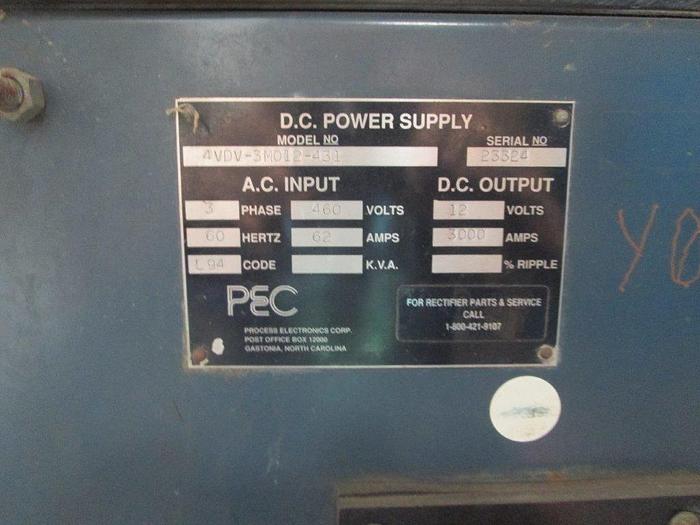 D.C. POWER SUPPLY
MODEL NO SERIAL NO
4VDV-3M012-431 23324
A.C. INPUT D.C. OUTPUT
3 PHASE 460 VOLTS 12 VOLTS
60 HERTZ 62 AMPS 3000 AMPS
L94 CODE K.V.A. % RIPPLE
PEC
PROCESS ELECTRONICS CORP.
POST OFFICE BOX 12000
GASTONIA, NORTH CAROLINA
FOR RECTIFIER PARTS & SERVICE
CALL
1-800-421-9107